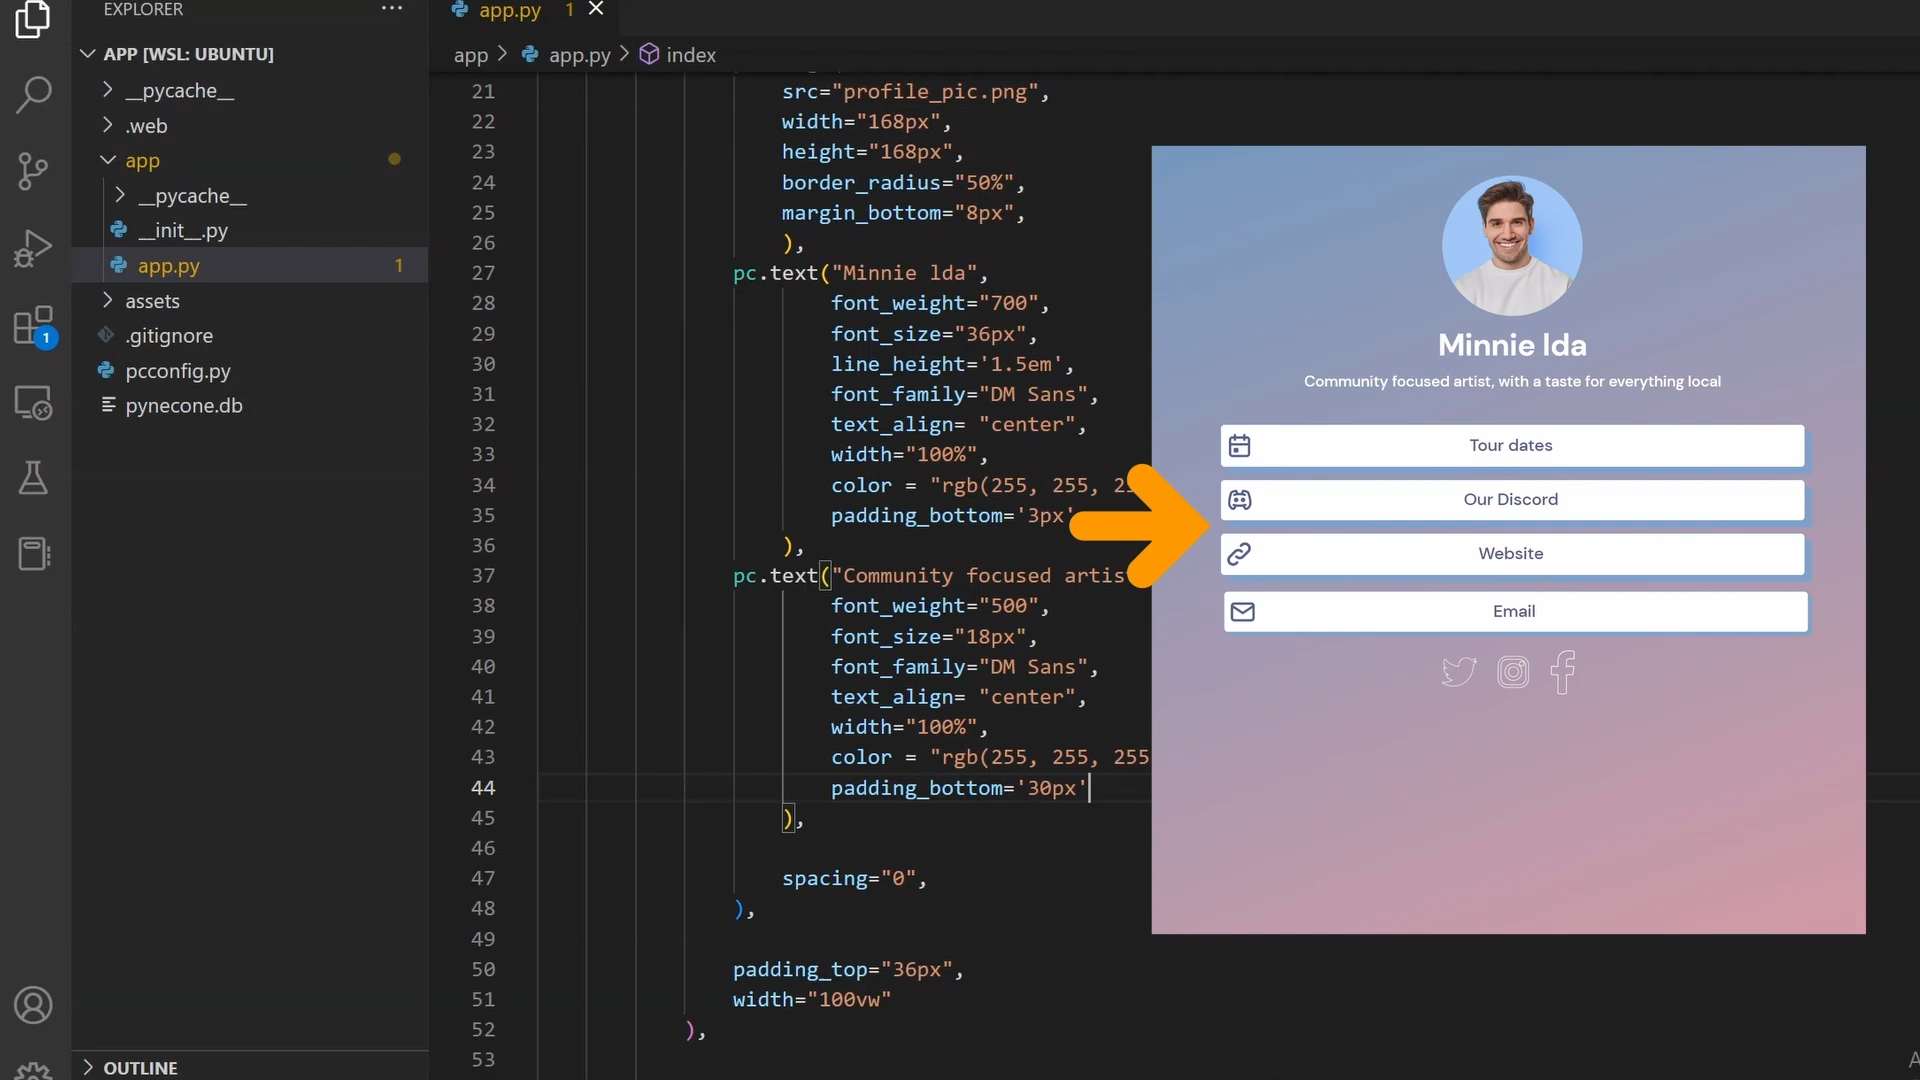 EXPLORER
APP [WSL: UBUNTU]
__pycache__
.web
app
__pycache__
__init__.py
app.py 1
assets
.gitignore
pcconfig.py
pynecone.db
OUTLINE
1
app.py 1
app > app.py > index
21 src="profile_pic.png",
22 width="168px",
23 height="168px",
24 border_radius="50%",
25 margin_bottom="8px",
26 ),
27 pc.text("Minnie lda",
28 font_weight="700",
29 font_size="36px",
30 line_height='1.5em',
31 font_family="DM Sans",
32 text_align= "center",
33 width="100%",
34 color = "rgb(255, 255, 2
35 padding_bottom='3px'
36 ),
37 pc.text("Community focused artis
38 font_weight="500",
39 font_size="18px",
40 font_family="DM Sans",
41 text_align= "center",
42 width="100%",
43 color = "rgb(255, 255, 255
44 padding_bottom='30px'
45 ),
46
47 spacing="0",
48 ),
49
50 padding_top="36px",
51 width="100vw"
52 ),
53
Minnie lda
Community focused artist, with a taste for everything local
Tour dates
Our Discord
Website
Email